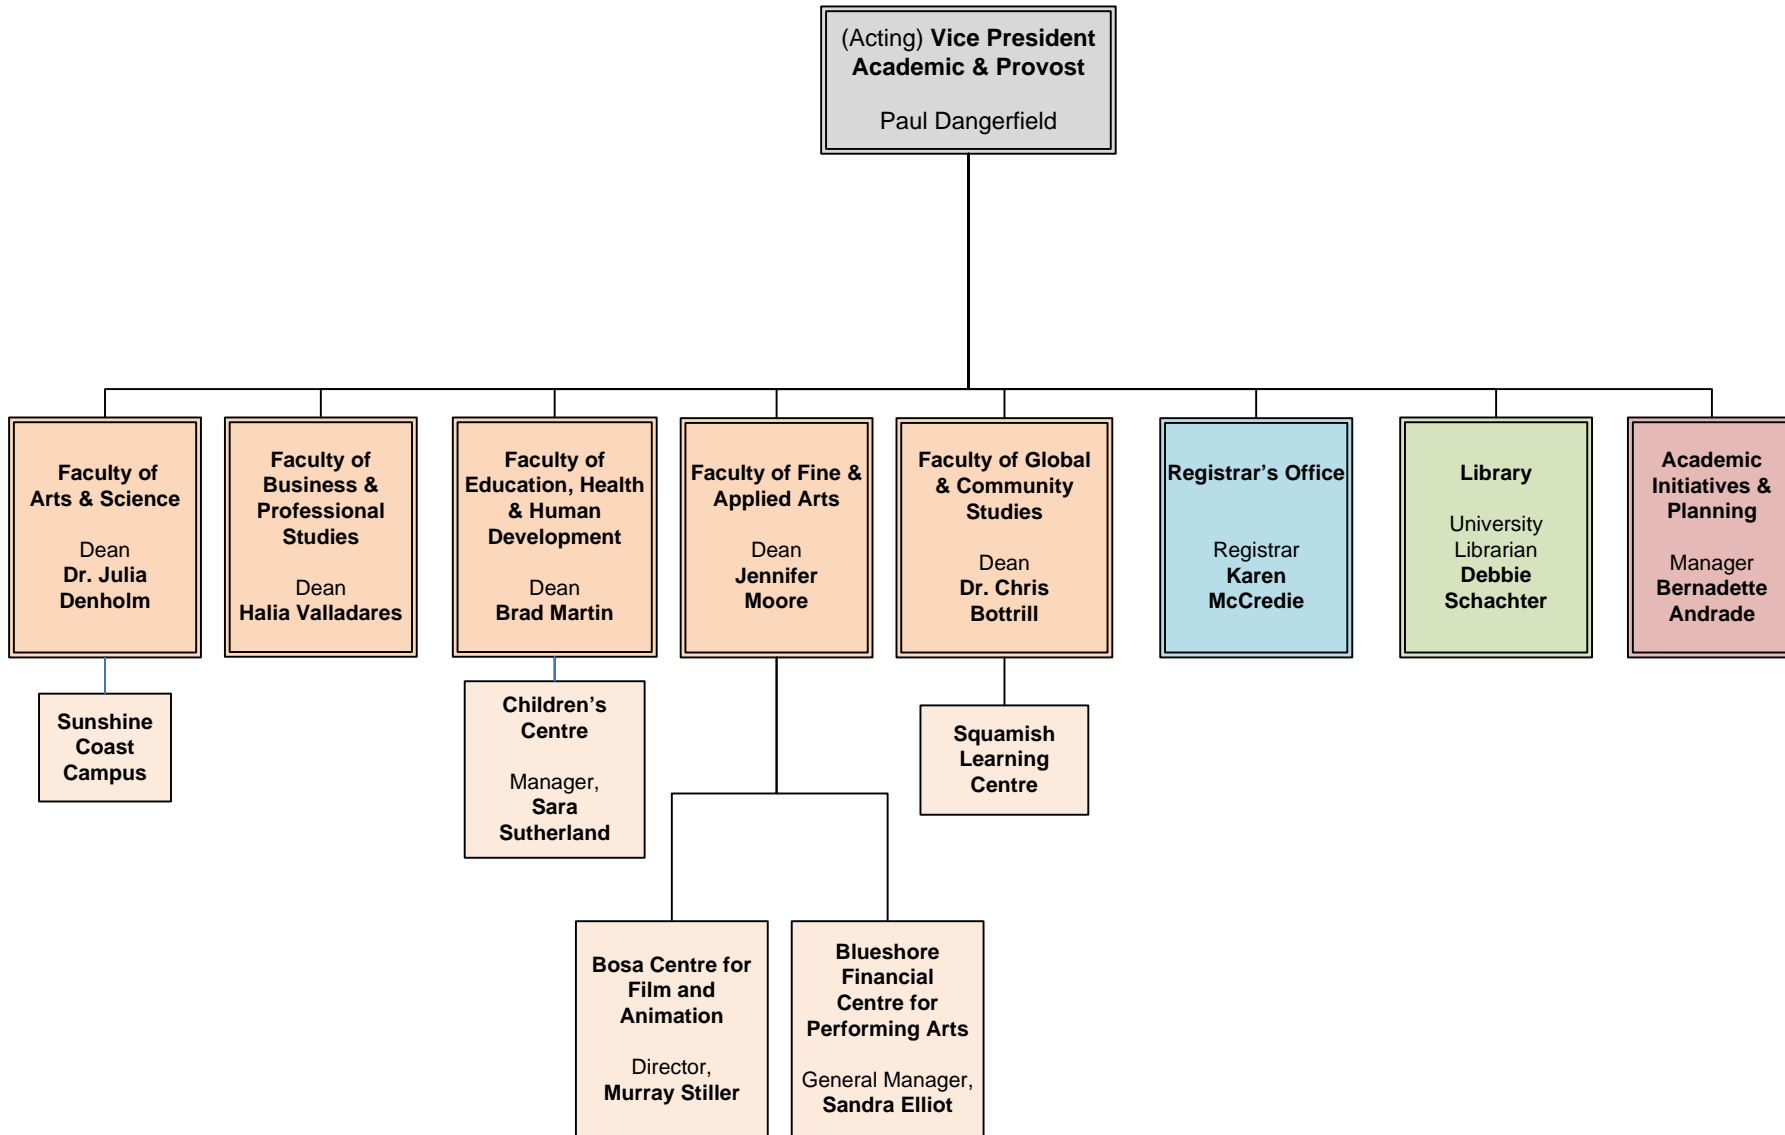 (Acting) Vice President
Academic & Provost
Paul Dangerfield
Faculty of
Arts & Science
Dean
Dr. Julia
Denholm
Faculty of
Business &
Professional
Studies
Dean
Halia Valladares
Faculty of
Education, Health
& Human
Development
Dean
Brad Martin
Faculty of Fine &
Applied Arts
Dean
Jennifer
Moore
Faculty of Global
& Community
Studies
Dean
Dr. Chris
Bottrill
Registrar’s Office
Registrar
Karen
McCredie
Library
University
Librarian
Debbie
Schachter
Academic
Initiatives &
Planning
Manager
Bernadette
Andrade
Sunshine
Coast
Campus
Children’s
Centre
Manager,
Sara
Sutherland
Squamish
Learning
Centre
Bosa Centre for
Film and
Animation
Director,
Murray Stiller
Blueshore
Financial
Centre for
Performing Arts
General Manager,
Sandra Elliot